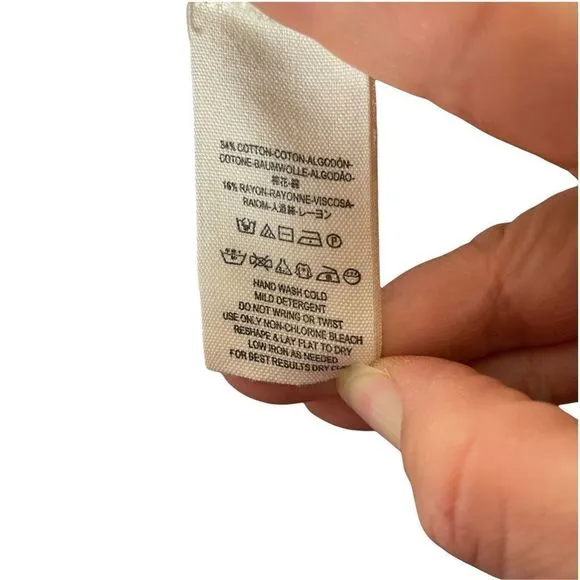 84% COTTON-COTON-ALGODÓN-
COTONE-BAUMWOLLE-ALGODÃO-
棉花-綿
16% RAYON-RAYONNE-VISCOSA-
RAIOM-人造綿-レーヨン
HAND WASH COLD
MILD DETERGENT
DO NOT WRING OR TWIST
USE ONLY NON-CHLORINE BLEACH
RESHAPE & LAY FLAT TO DRY
LOW IRON AS NEEDED
FOR BEST RESULTS DRY